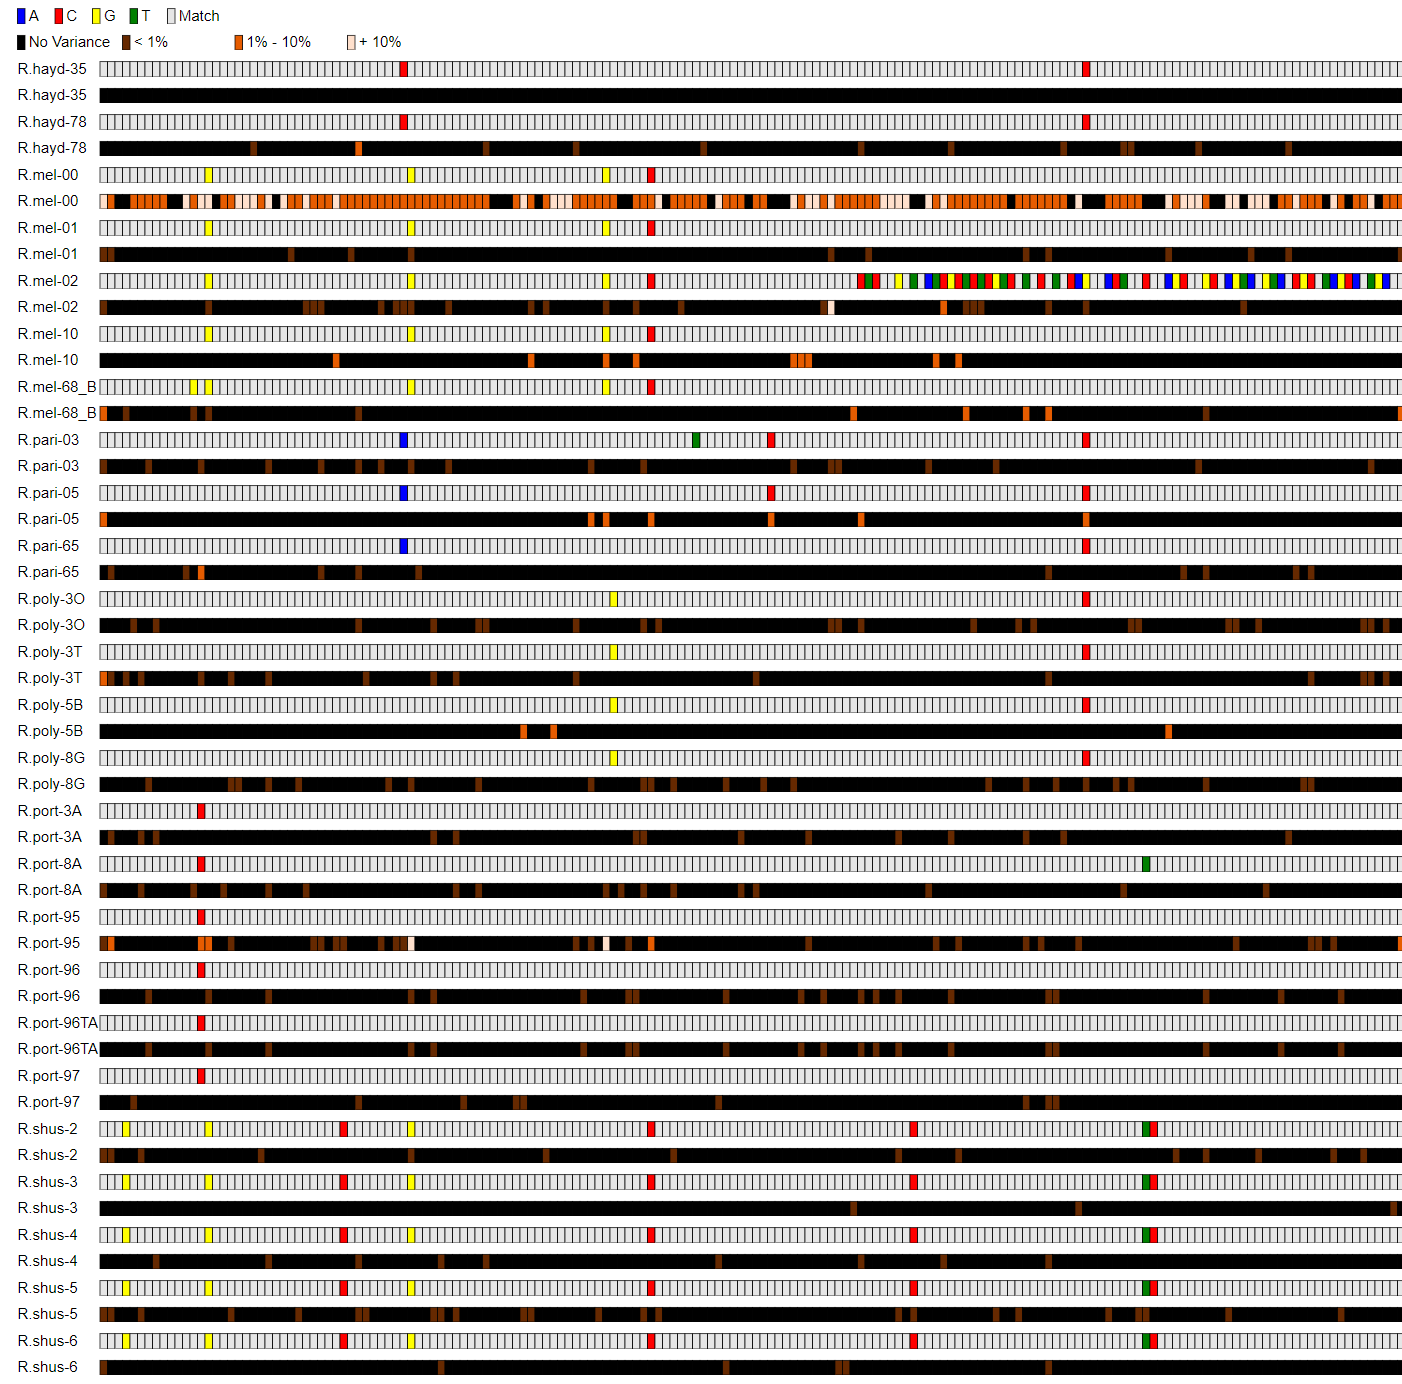 A C G T Match
No Variance < 1% 1% - 10% + 10%
R.hayd-35
R.hayd-35
R.hayd-78
R.hayd-78
R.mel-00
R.mel-00
R.mel-01
R.mel-01
R.mel-02
R.mel-02
R.mel-10
R.mel-10
R.mel-68_B
R.mel-68_B
R.pari-03
R.pari-03
R.pari-05
R.pari-05
R.pari-65
R.pari-65
R.poly-3O
R.poly-3O
R.poly-3T
R.poly-3T
R.poly-5B
R.poly-5B
R.poly-8G
R.poly-8G
R.port-3A
R.port-3A
R.port-8A
R.port-8A
R.port-95
R.port-95
R.port-96
R.port-96
R.port-96TA
R.port-96TA
R.port-97
R.port-97
R.shus-2
R.shus-2
R.shus-3
R.shus-3
R.shus-4
R.shus-4
R.shus-5
R.shus-5
R.shus-6
R.shus-6